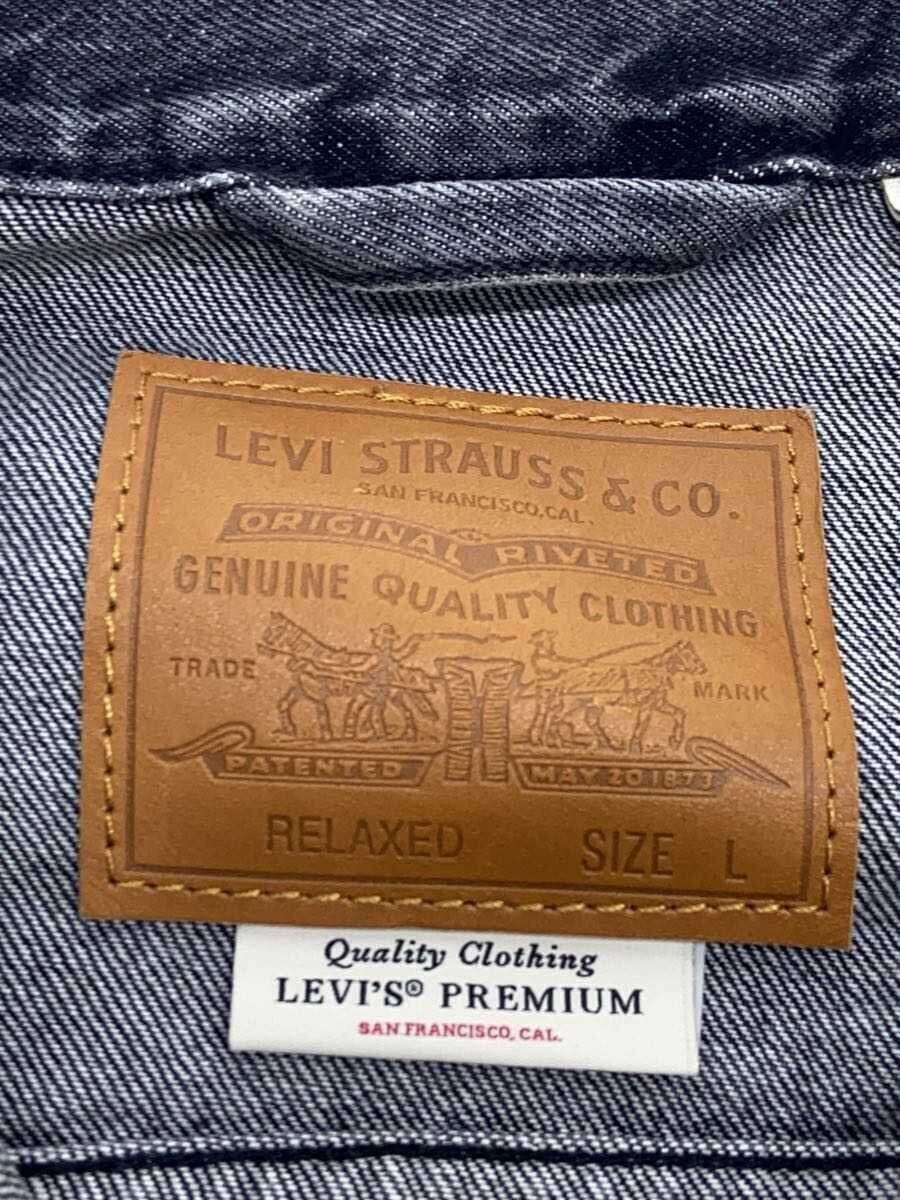 LEVI STRAUSS & CO.
SAN FRANCISCO, CAL.
ORIGINAL RIVETED
GENUINE QUALITY CLOTHING
TRADE MARK
PATENTED MAY 20 1873
RELAXED SIZE L
Quality Clothing
LEVI'S® PREMIUM
SAN FRANCISCO, CAL.